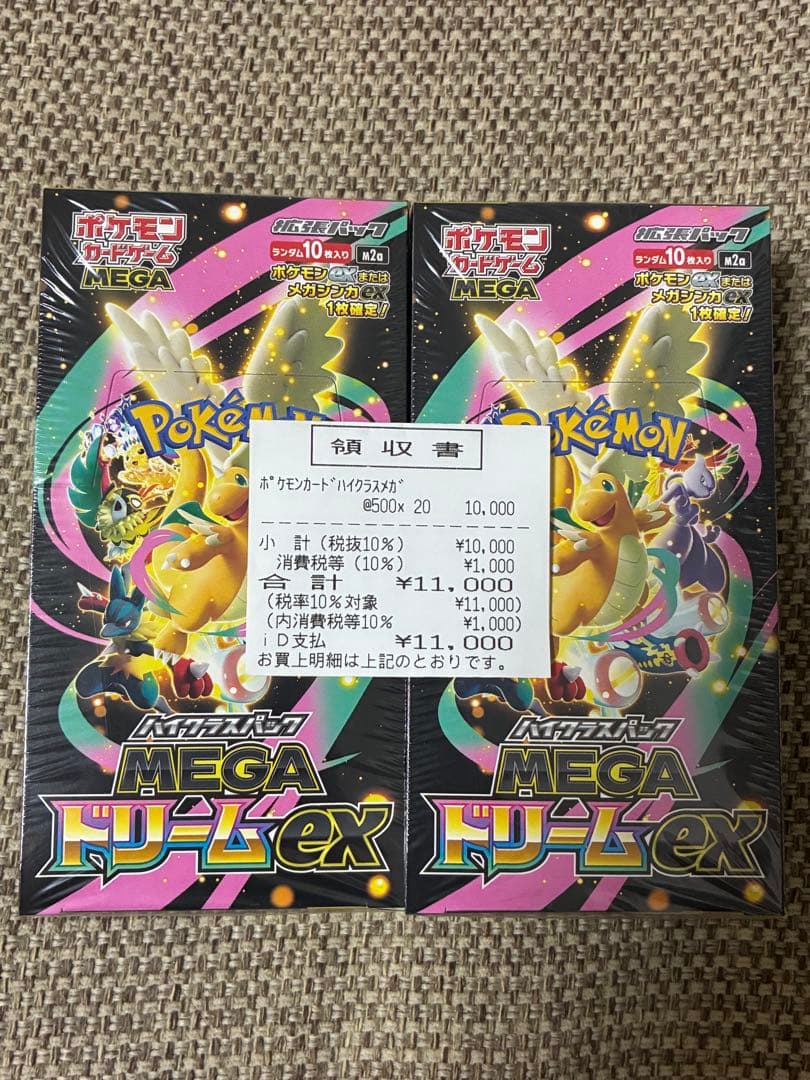 ポケモン
カードゲーム
MEGA
拡張パック
ランダム10枚入り
M2a
ポケモンexまたは
メガシンカex
1枚確定!
POKéM
ハイクラスパック
MEGA
ドリームex
ポケモン
カードゲーム
MEGA
拡張パック
ランダム10枚入り
M2a
ポケモンexまたは
メガシンカex
1枚確定!
POKéMON
ハイクラスパック
MEGA
ドリームex
領収書
ポケモンカードハイクラスメガ
@500x 20 10,000
小 計(税抜10%) ¥10,000
消費税等(10%) ¥1,000
合計 ¥11,000
(税率10%対象 ¥11,000)
(内消費税等10% ¥1,000)
iD支払 ¥11,000
お買上明細は上記のとおりです。